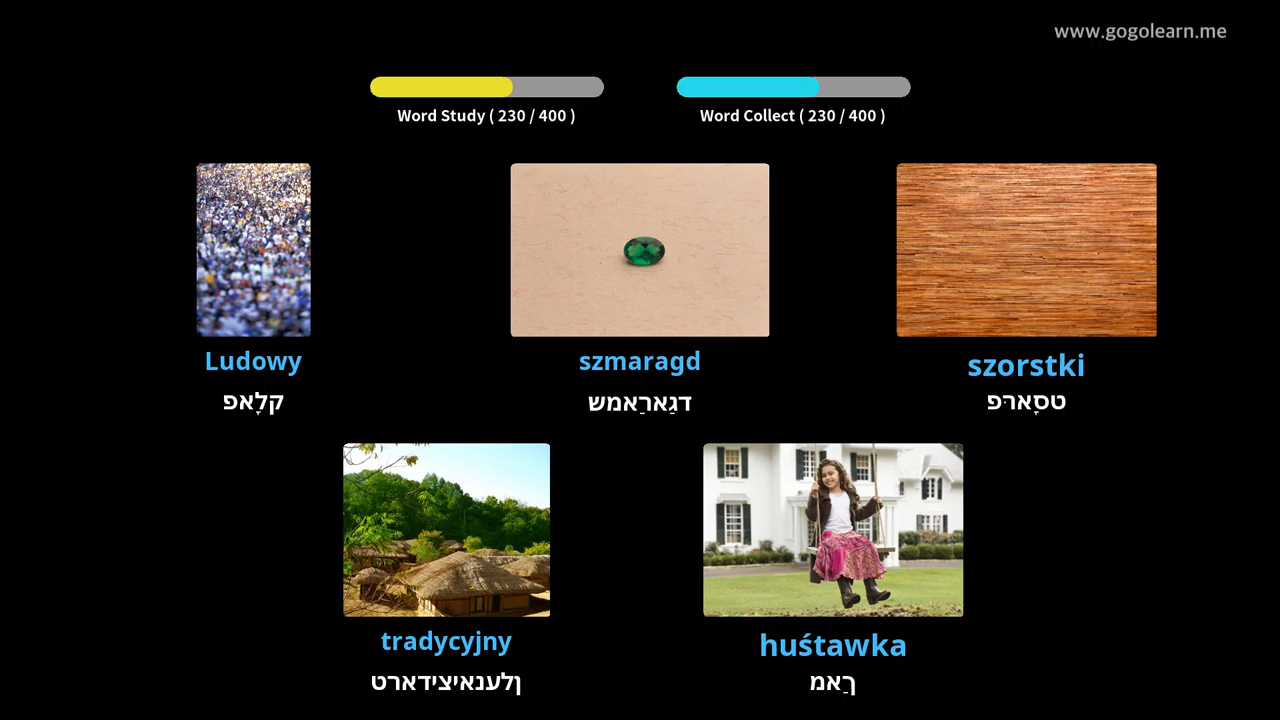 www.gogolearn.me
Word Study ( 230 / 400 )
Word Collect ( 230 / 400 )
Ludowy
קלָאפ
szmaragd
דגַארַאמש
szorstki
טסָארּפ
tradycyjny
ןלענאיצידארט
huśtawka
ךַאמ